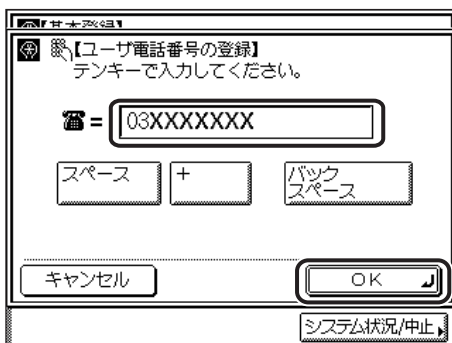 【ユーザ電話番号の登録】
テンキーで入力してください。
= 03XXXXXXX
スペース + バック
スペース
キャンセル OK
システム状況/中止